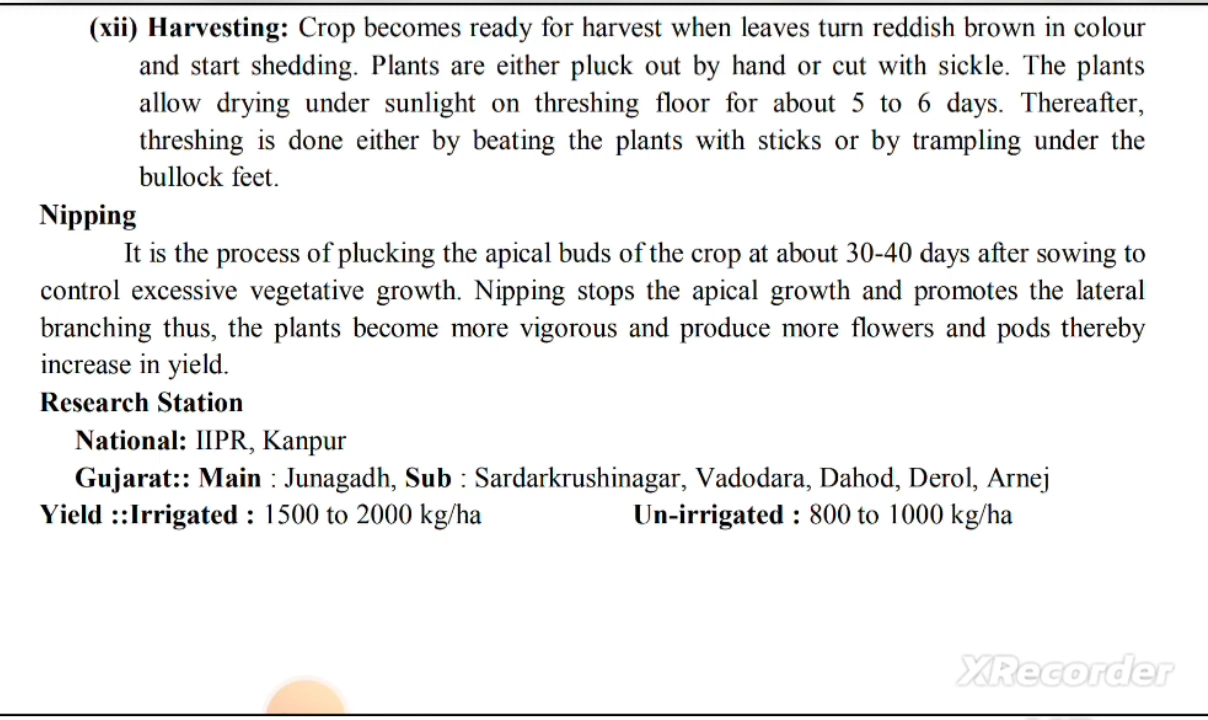 (xii) Harvesting: Crop becomes ready for harvest when leaves turn reddish brown in colour
and start shedding. Plants are either pluck out by hand or cut with sickle. The plants
allow drying under sunlight on threshing floor for about 5 to 6 days. Thereafter,
threshing is done either by beating the plants with sticks or by trampling under the
bullock feet.
Nipping
It is the process of plucking the apical buds of the crop at about 30-40 days after sowing to
control excessive vegetative growth. Nipping stops the apical growth and promotes the lateral
branching thus, the plants become more vigorous and produce more flowers and pods thereby
increase in yield.
Research Station
National: IIPR, Kanpur
Gujarat:: Main : Junagadh, Sub : Sardarkrushinagar, Vadodara, Dahod, Derol, Arnej
Yield ::Irrigated : 1500 to 2000 kg/ha Un-irrigated : 800 to 1000 kg/ha
XRecorder